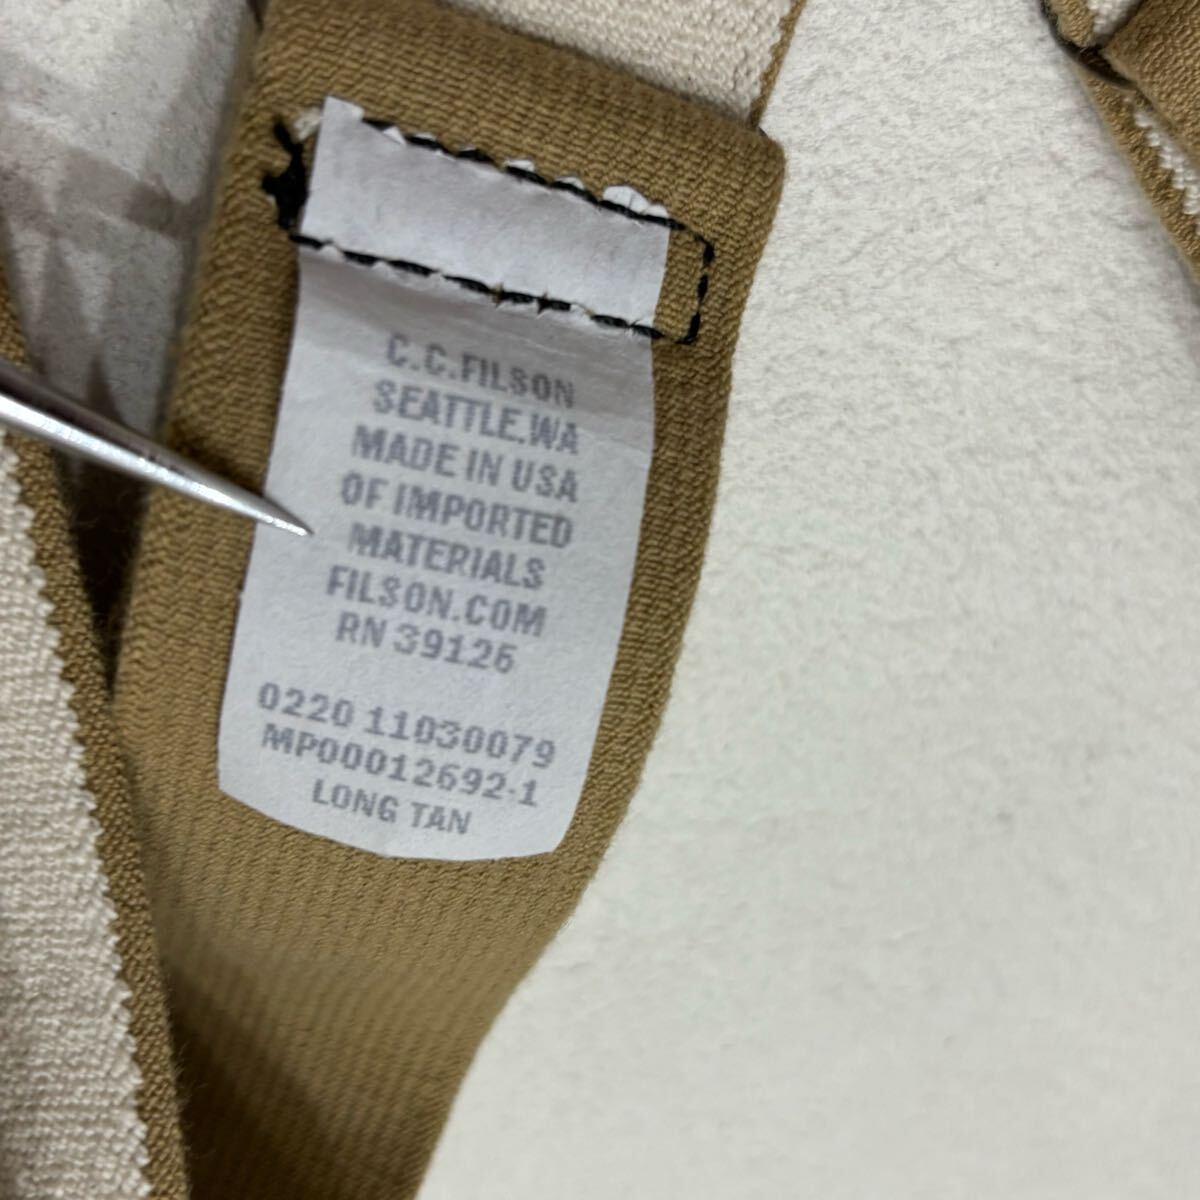 C.C.FILSON
SEATTLE.WA
MADE IN USA
OF IMPORTED
MATERIALS
FILSON.COM
RN 39126
0220 11030079
MP00012692-1
LONG TAN